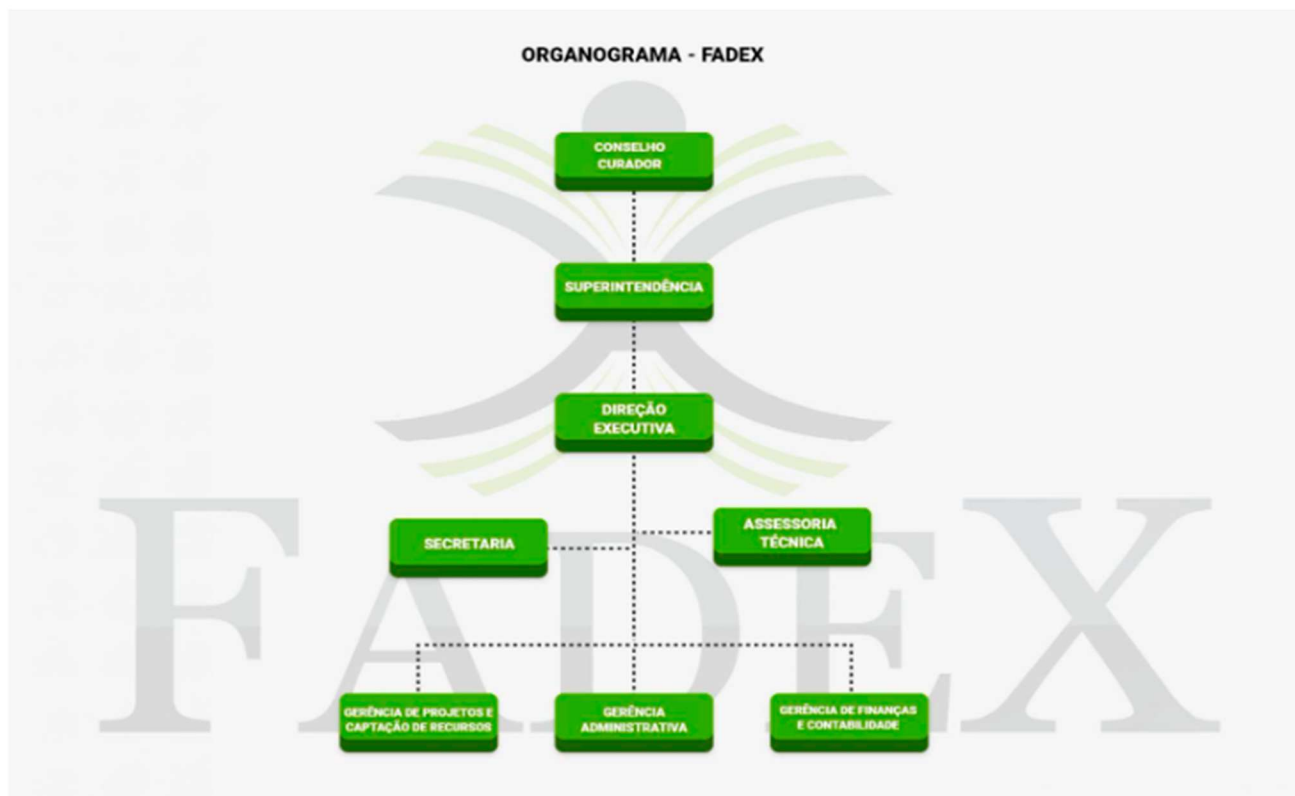 ORGANOGRAMA - FADEX
CONSELHO
CURADOR
SUPERINTENDÊNCIA
DIREÇÃO
EXECUTIVA
SECRETARIA
ASSESSORIA
TÉCNICA
GERÊNCIA DE PROJETOS E
CAPTAÇÃO DE RECURSOS
GERÊNCIA
ADMINISTRATIVA
GERÊNCIA DE FINANÇAS
E CONTABILIDADE
FADEX